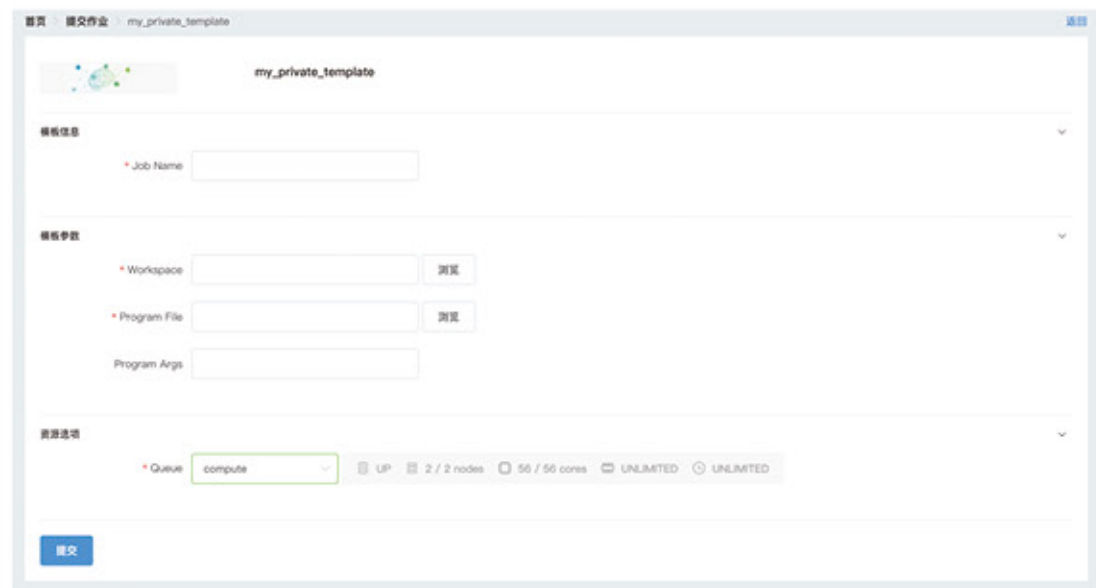 首页 提交作业 my_private_template 返回
my_private_template
模板信息
* Job Name
模板参数
* Workspace 浏览
* Program File 浏览
Program Args
资源选项
* Queue compute UP 2 / 2 nodes 56 / 56 cores UNLIMITED UNLIMITED
提交